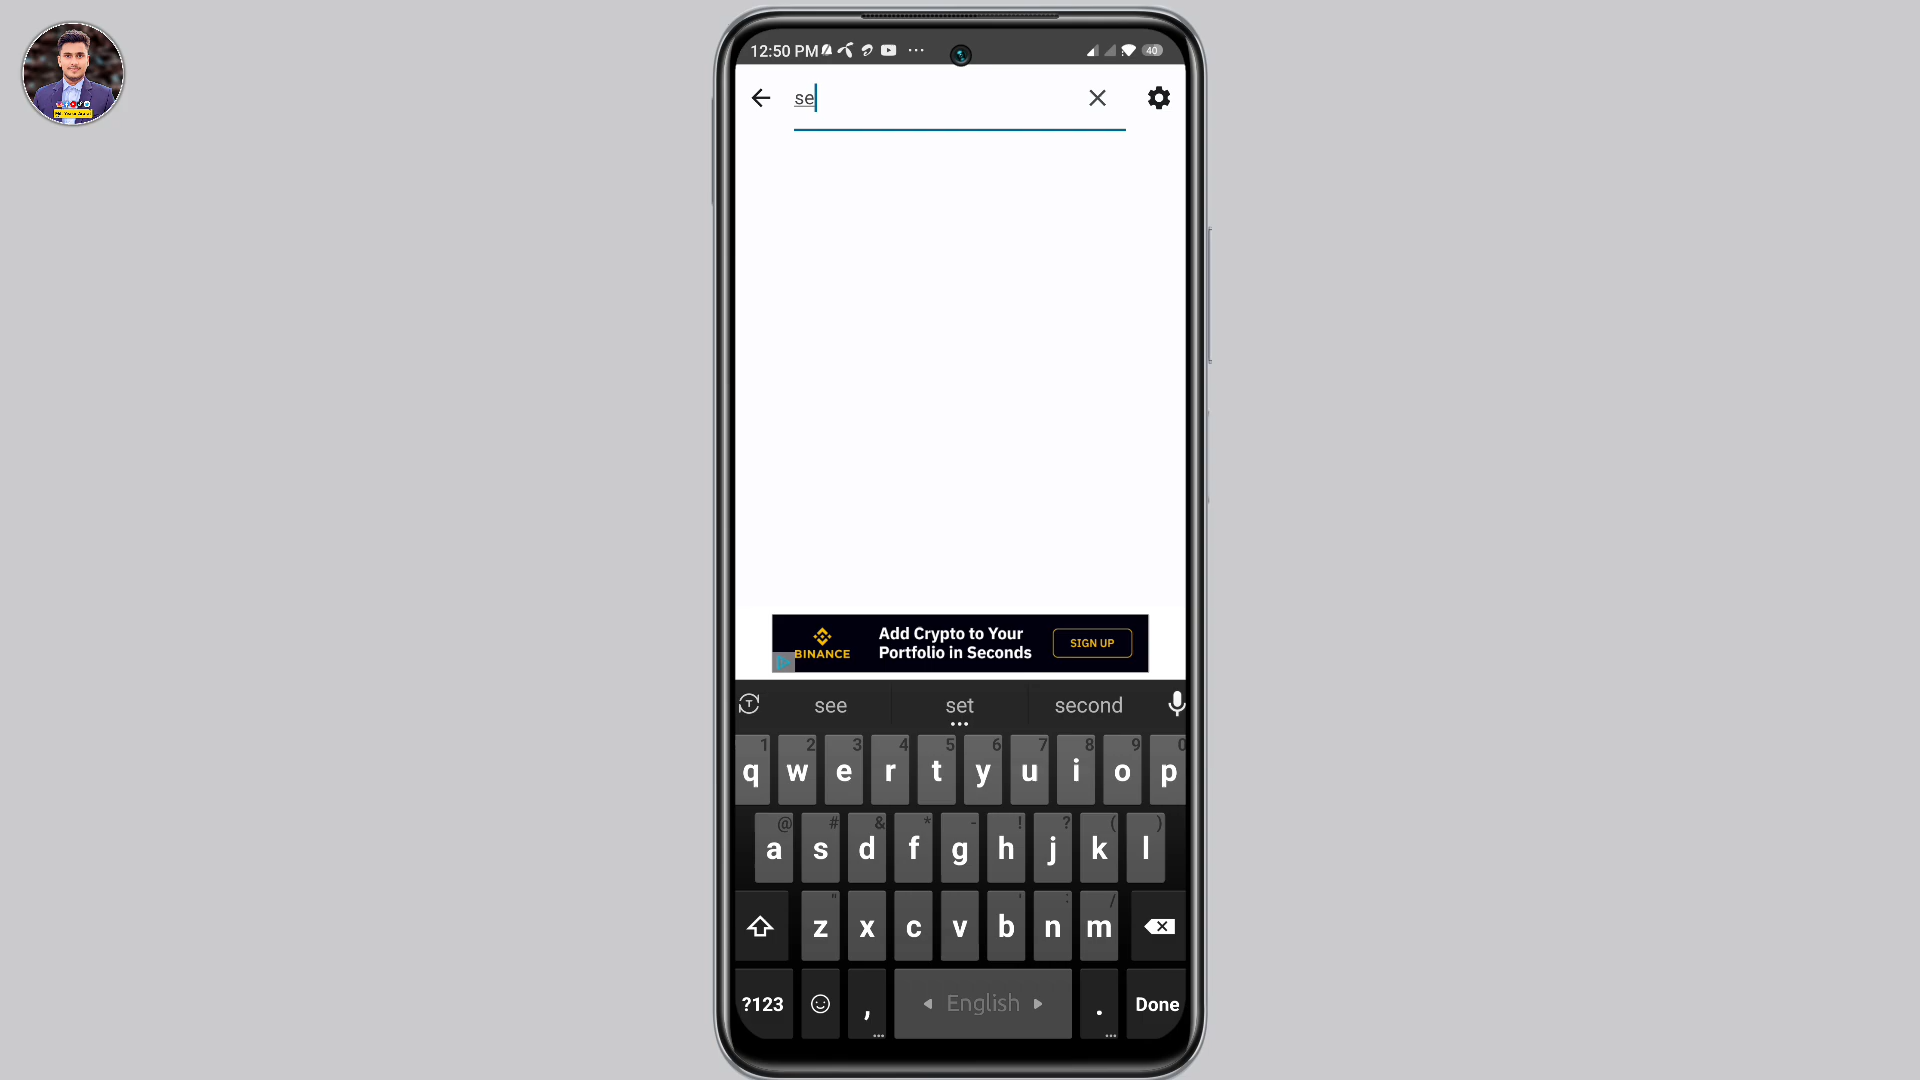 12:50 PM
40
se
BINANCE
Add Crypto to Your
Portfolio in Seconds
SIGN UP
see set second
1 2 3 4 5 6 7 8 9 0
q w e r t y u i o p
@ # & * - ! ? ( )
a s d f g h j k l
" ' : /
z x c v b n m
?123 , English . Done